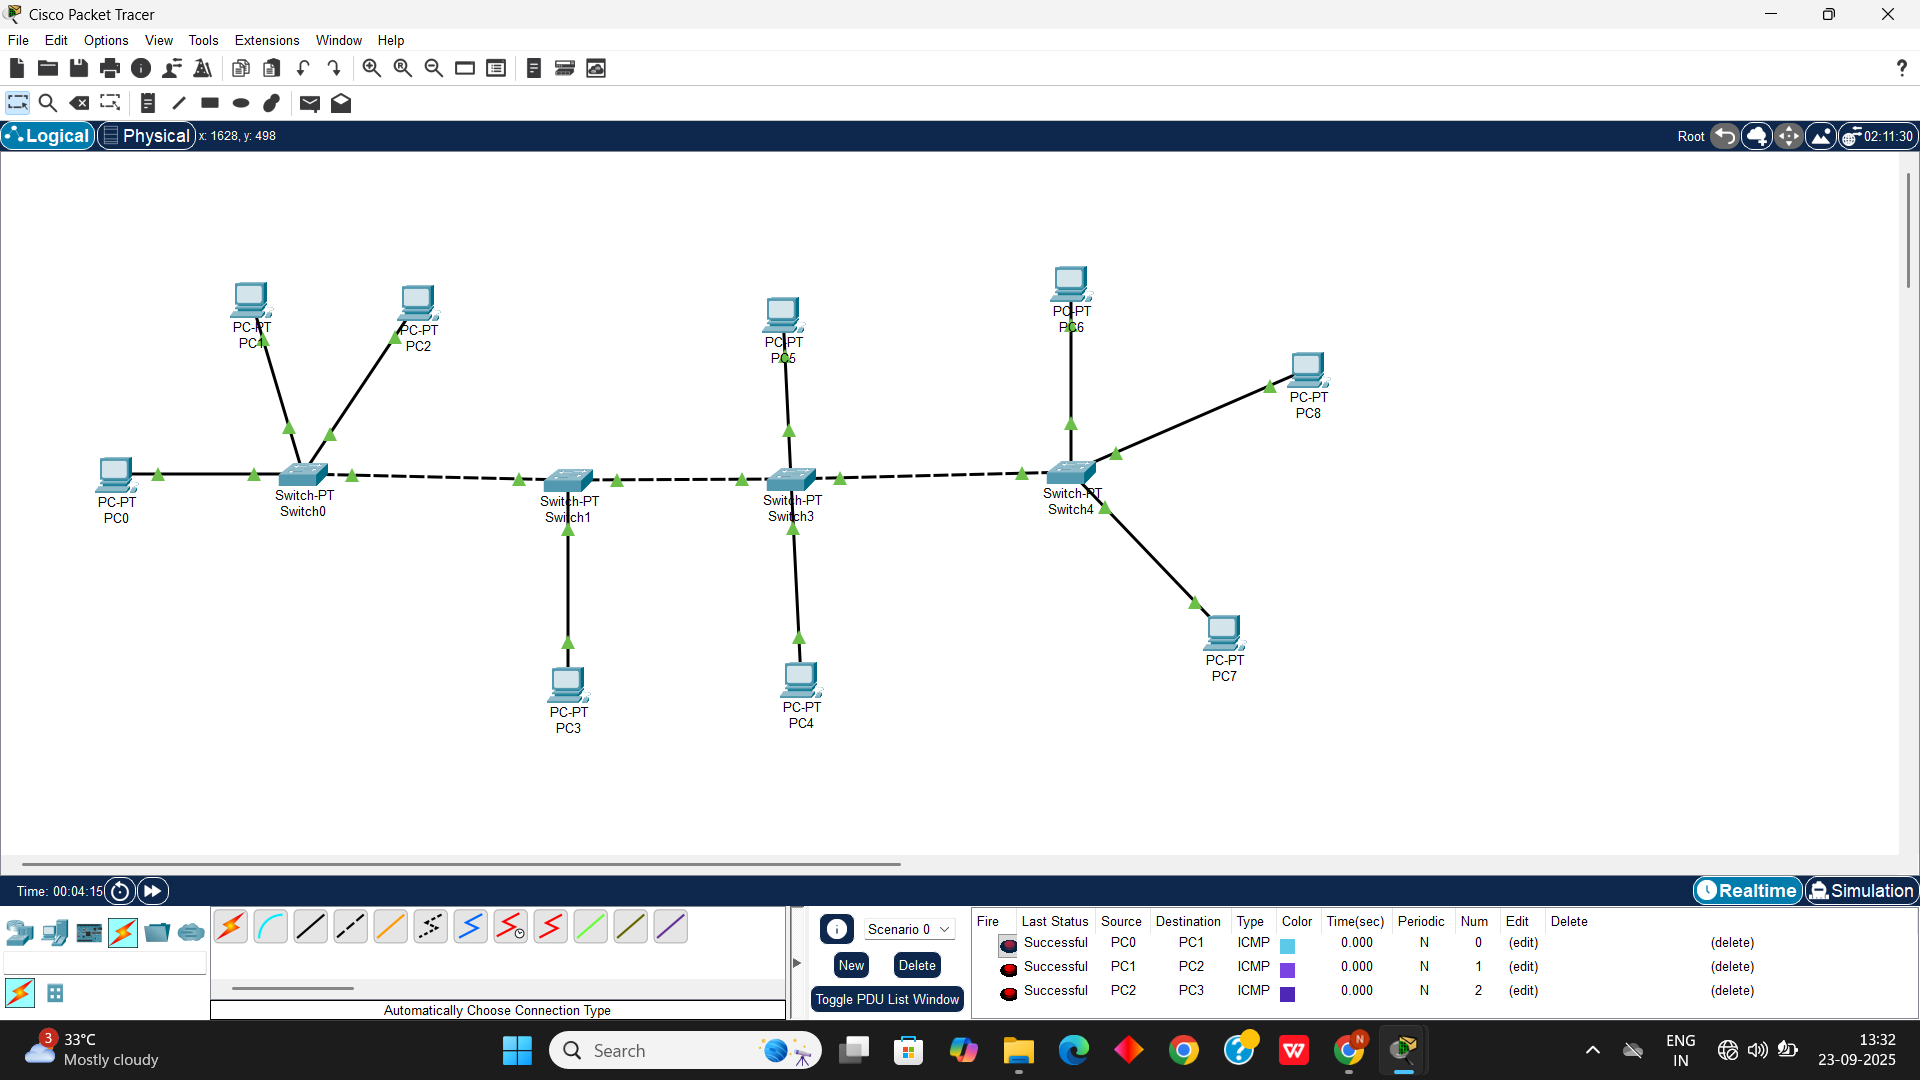 Cisco Packet Tracer
File Edit Options View Tools Extensions Window Help
?
Logical Physical x: 1628, y: 498 Root 02:11:30
PC-PT
PC1
PC-PT
PC2
PC-PT
PC5
PC-PT
PC6
PC-PT
PC8
PC-PT
PC0
Switch-PT
Switch0
Switch-PT
Switch1
Switch-PT
Switch3
Switch-PT
Switch4
PC-PT
PC3
PC-PT
PC4
PC-PT
PC7
Time: 00:04:15 Realtime Simulation
Scenario 0
New Delete
Toggle PDU List Window
Automatically Choose Connection Type
Fire Last Status Source Destination Type Color Time(sec) Periodic Num Edit Delete
Successful PC0 PC1 ICMP 0.000 N 0 (edit) (delete)
Successful PC1 PC2 ICMP 0.000 N 1 (edit) (delete)
Successful PC2 PC3 ICMP 0.000 N 2 (edit) (delete)
3
33°C
Mostly cloudy
Search
W
N
ENG
IN
13:32
23-09-2025